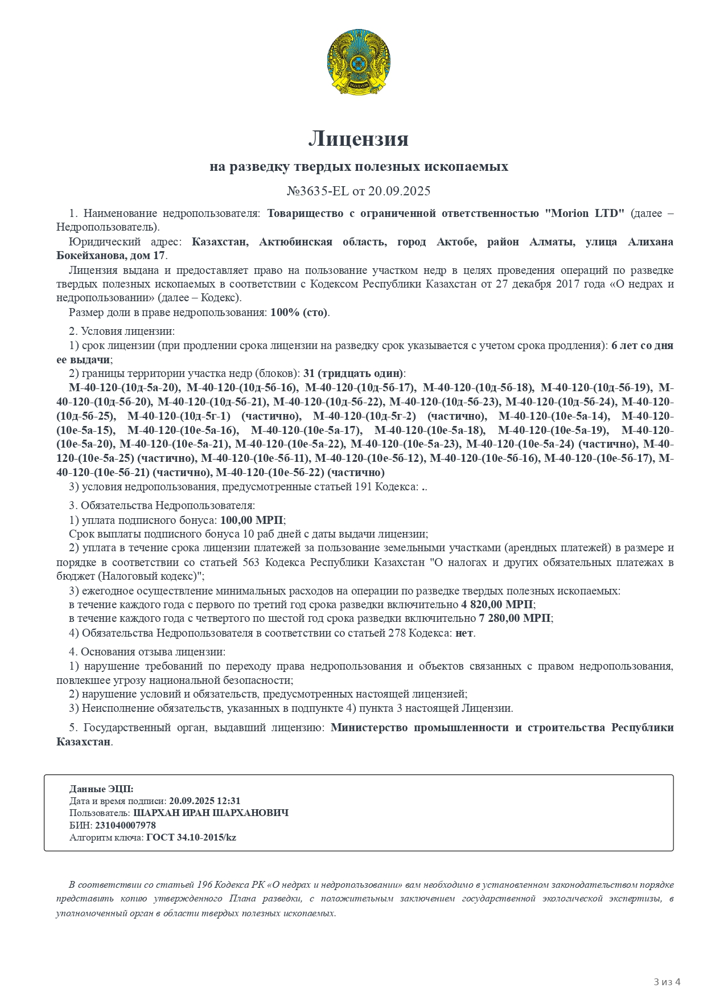 Лицензия
на разведку твердых полезных ископаемых
№3635-EL от 20.09.2025
1. Наименование недропользователя: Товарищество с ограниченной ответственностью "Morion LTD" (далее –
Недропользователь).
Юридический адрес: Казахстан, Актюбинская область, город Актобе, район Алматы, улица Алихана
Бокейханова, дом 17.
Лицензия выдана и предоставляет право на пользование участком недр в целях проведения операций по разведке
твердых полезных ископаемых в соответствии с Кодексом Республики Казахстан от 27 декабря 2017 года «О недрах и
недропользовании» (далее – Кодекс).
Размер доли в праве недропользования: 100% (сто).
2. Условия лицензии:
1) срок лицензии (при продлении срока лицензии на разведку срок указывается с учетом срока продления): 6 лет со дня
ее выдачи;
2) границы территории участка недр (блоков): 31 (тридцать один):
M-40-120-(10д-5а-20), M-40-120-(10д-5б-16), M-40-120-(10д-5б-17), M-40-120-(10д-5б-18), M-40-120-(10д-5б-19), M-
40-120-(10д-5б-20), M-40-120-(10д-5б-21), M-40-120-(10д-5б-22), M-40-120-(10д-5б-23), M-40-120-(10д-5б-24), M-40-120-
(10д-5б-25), M-40-120-(10д-5г-1) (частично), M-40-120-(10д-5г-2) (частично), M-40-120-(10е-5а-14), M-40-120-
(10е-5а-15), M-40-120-(10е-5а-16), M-40-120-(10е-5а-17), M-40-120-(10е-5а-18), M-40-120-(10е-5а-19), M-40-120-
(10е-5а-20), M-40-120-(10е-5а-21), M-40-120-(10е-5а-22), M-40-120-(10е-5а-23), M-40-120-(10е-5а-24) (частично), M-40-
120-(10е-5а-25) (частично), M-40-120-(10е-5б-11), M-40-120-(10е-5б-12), M-40-120-(10е-5б-16), M-40-120-(10е-5б-17), M-
40-120-(10е-5б-21) (частично), M-40-120-(10е-5б-22) (частично)
3) условия недропользования, предусмотренные статьей 191 Кодекса: ..
3. Обязательства Недропользователя:
1) уплата подписного бонуса: 100,00 МРП;
Срок выплаты подписного бонуса 10 раб дней с даты выдачи лицензии;
2) уплата в течение срока лицензии платежей за пользование земельными участками (арендных платежей) в размере и
порядке в соответствии со статьей 563 Кодекса Республики Казахстан "О налогах и других обязательных платежах в
бюджет (Налоговый кодекс)";
3) ежегодное осуществление минимальных расходов на операции по разведке твердых полезных ископаемых:
в течение каждого года с первого по третий год срока разведки включительно 4 820,00 МРП;
в течение каждого года с четвертого по шестой год срока разведки включительно 7 280,00 МРП;
4) Обязательства Недропользователя в соответствии со статьей 278 Кодекса: нет.
4. Основания отзыва лицензии:
1) нарушение требований по переходу права недропользования и объектов связанных с правом недропользования,
повлекшее угрозу национальной безопасности;
2) нарушение условий и обязательств, предусмотренных настоящей лицензией;
3) Неисполнение обязательств, указанных в подпункте 4) пункта 3 настоящей Лицензии.
5. Государственный орган, выдавший лицензию: Министерство промышленности и строительства Республики
Казахстан.
Данные ЭЦП:
Дата и время подписи: 20.09.2025 12:31
Пользователь: ШАРХАН ИРАН ШАРХАНОВИЧ
БИН: 231040007978
Алгоритм ключа: ГОСТ 34.10-2015/kz
В соответствии со статьей 196 Кодекса РК «О недрах и недропользовании» вам необходимо в установленном законодательством порядке
представить копию утвержденного Плана разведки, с положительным заключением государственной экологической экспертизы, в
уполномоченный орган в области твердых полезных ископаемых.
3 из 4